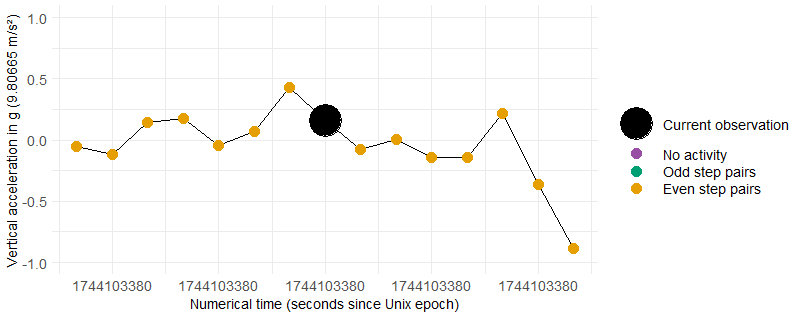 Vertical acceleration in g (9.80665 m/s²)
1.0
0.5
0.0
-0.5
-1.0
1744103380 1744103380 1744103380 1744103380 1744103380
Numerical time (seconds since Unix epoch)
Current observation
No activity
Odd step pairs
Even step pairs